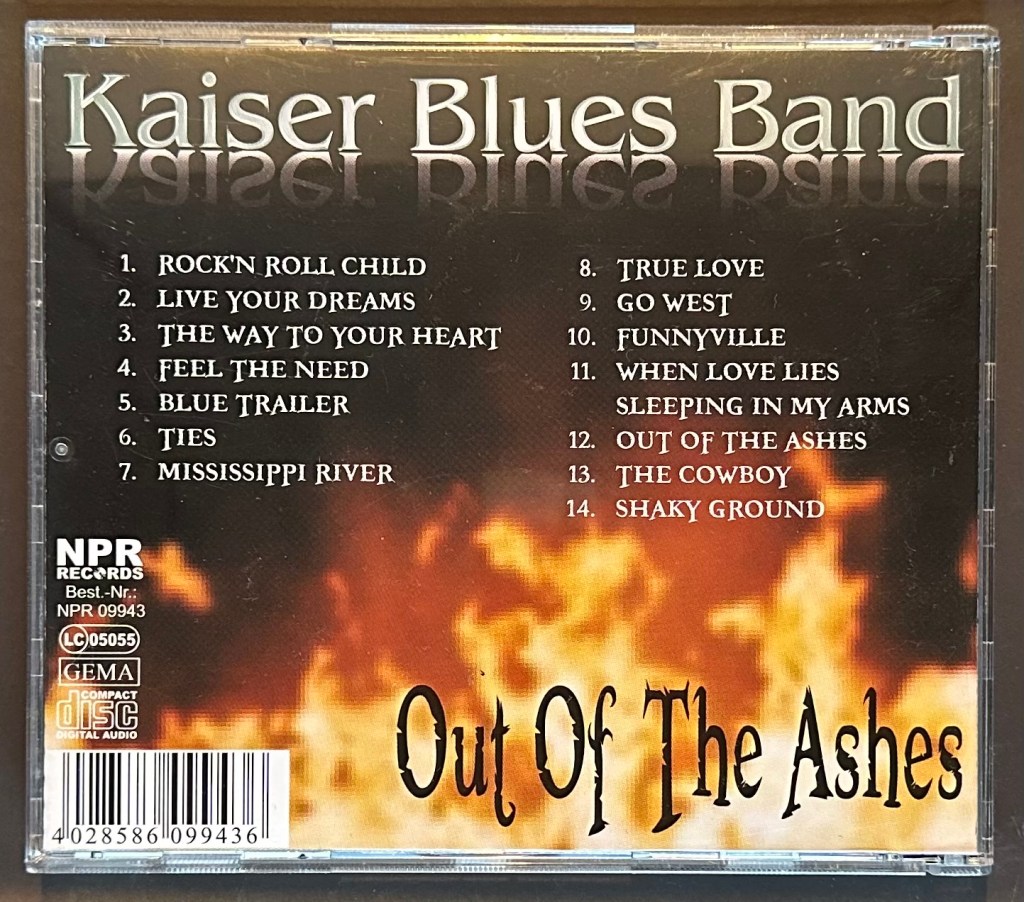 Kaiser Blues Band
1. ROCK'N ROLL CHILD
2. LIVE YOUR DREAMS
3. THE WAY TO YOUR HEART
4. FEEL THE NEED
5. BLUE TRAILER
6. TIES
7. MISSISSIPPI RIVER
8. TRUE LOVE
9. GO WEST
10. FUNNYVILLE
11. WHEN LOVE LIES
SLEEPING IN MY ARMS
12. OUT OF THE ASHES
13. THE COWBOY
14. SHAKY GROUND
NPR
RECORDS
Best.-Nr.:
NPR 09943
LC 05055
GEMA
COMPACT
disc
DIGITAL AUDIO
4 028586 099436
Out Of The Ashes